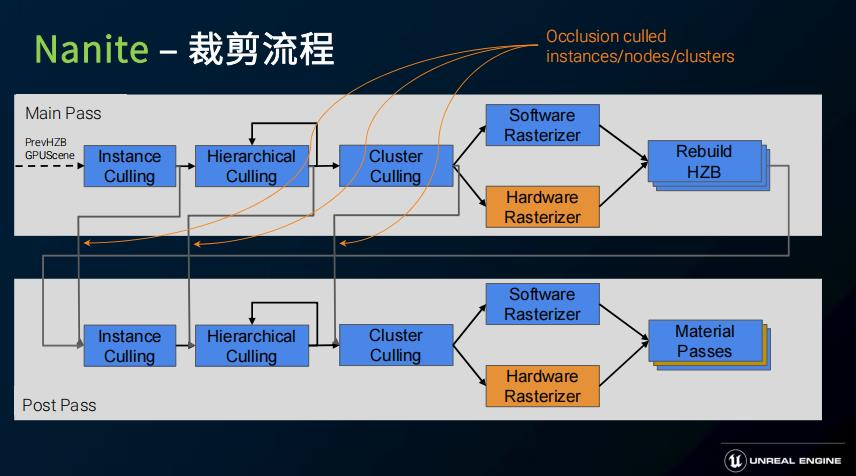 Nanite – 裁剪流程
Occlusion culled
instances/nodes/clusters
Main Pass
PrevHZB
GPUScene
Instance
Culling
Hierarchical
Culling
Cluster
Culling
Software
Rasterizer
Hardware
Rasterizer
Rebuild
HZB
Instance
Culling
Hierarchical
Culling
Cluster
Culling
Software
Rasterizer
Hardware
Rasterizer
Material
Passes
Post Pass
UNREAL ENGINE